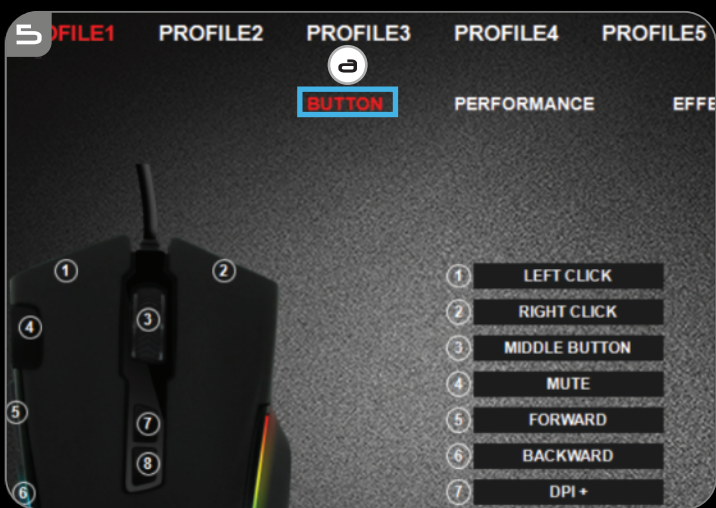 5 OFILE1 PROFILE2 PROFILE3 PROFILE4 PROFILE5
a
BUTTON PERFORMANCE EFFE
1 2
1 LEFT CLICK
4 3 2 RIGHT CLICK
3 MIDDLE BUTTON
4 MUTE
5 7 5 FORWARD
8 6 BACKWARD
6 7 DPI +